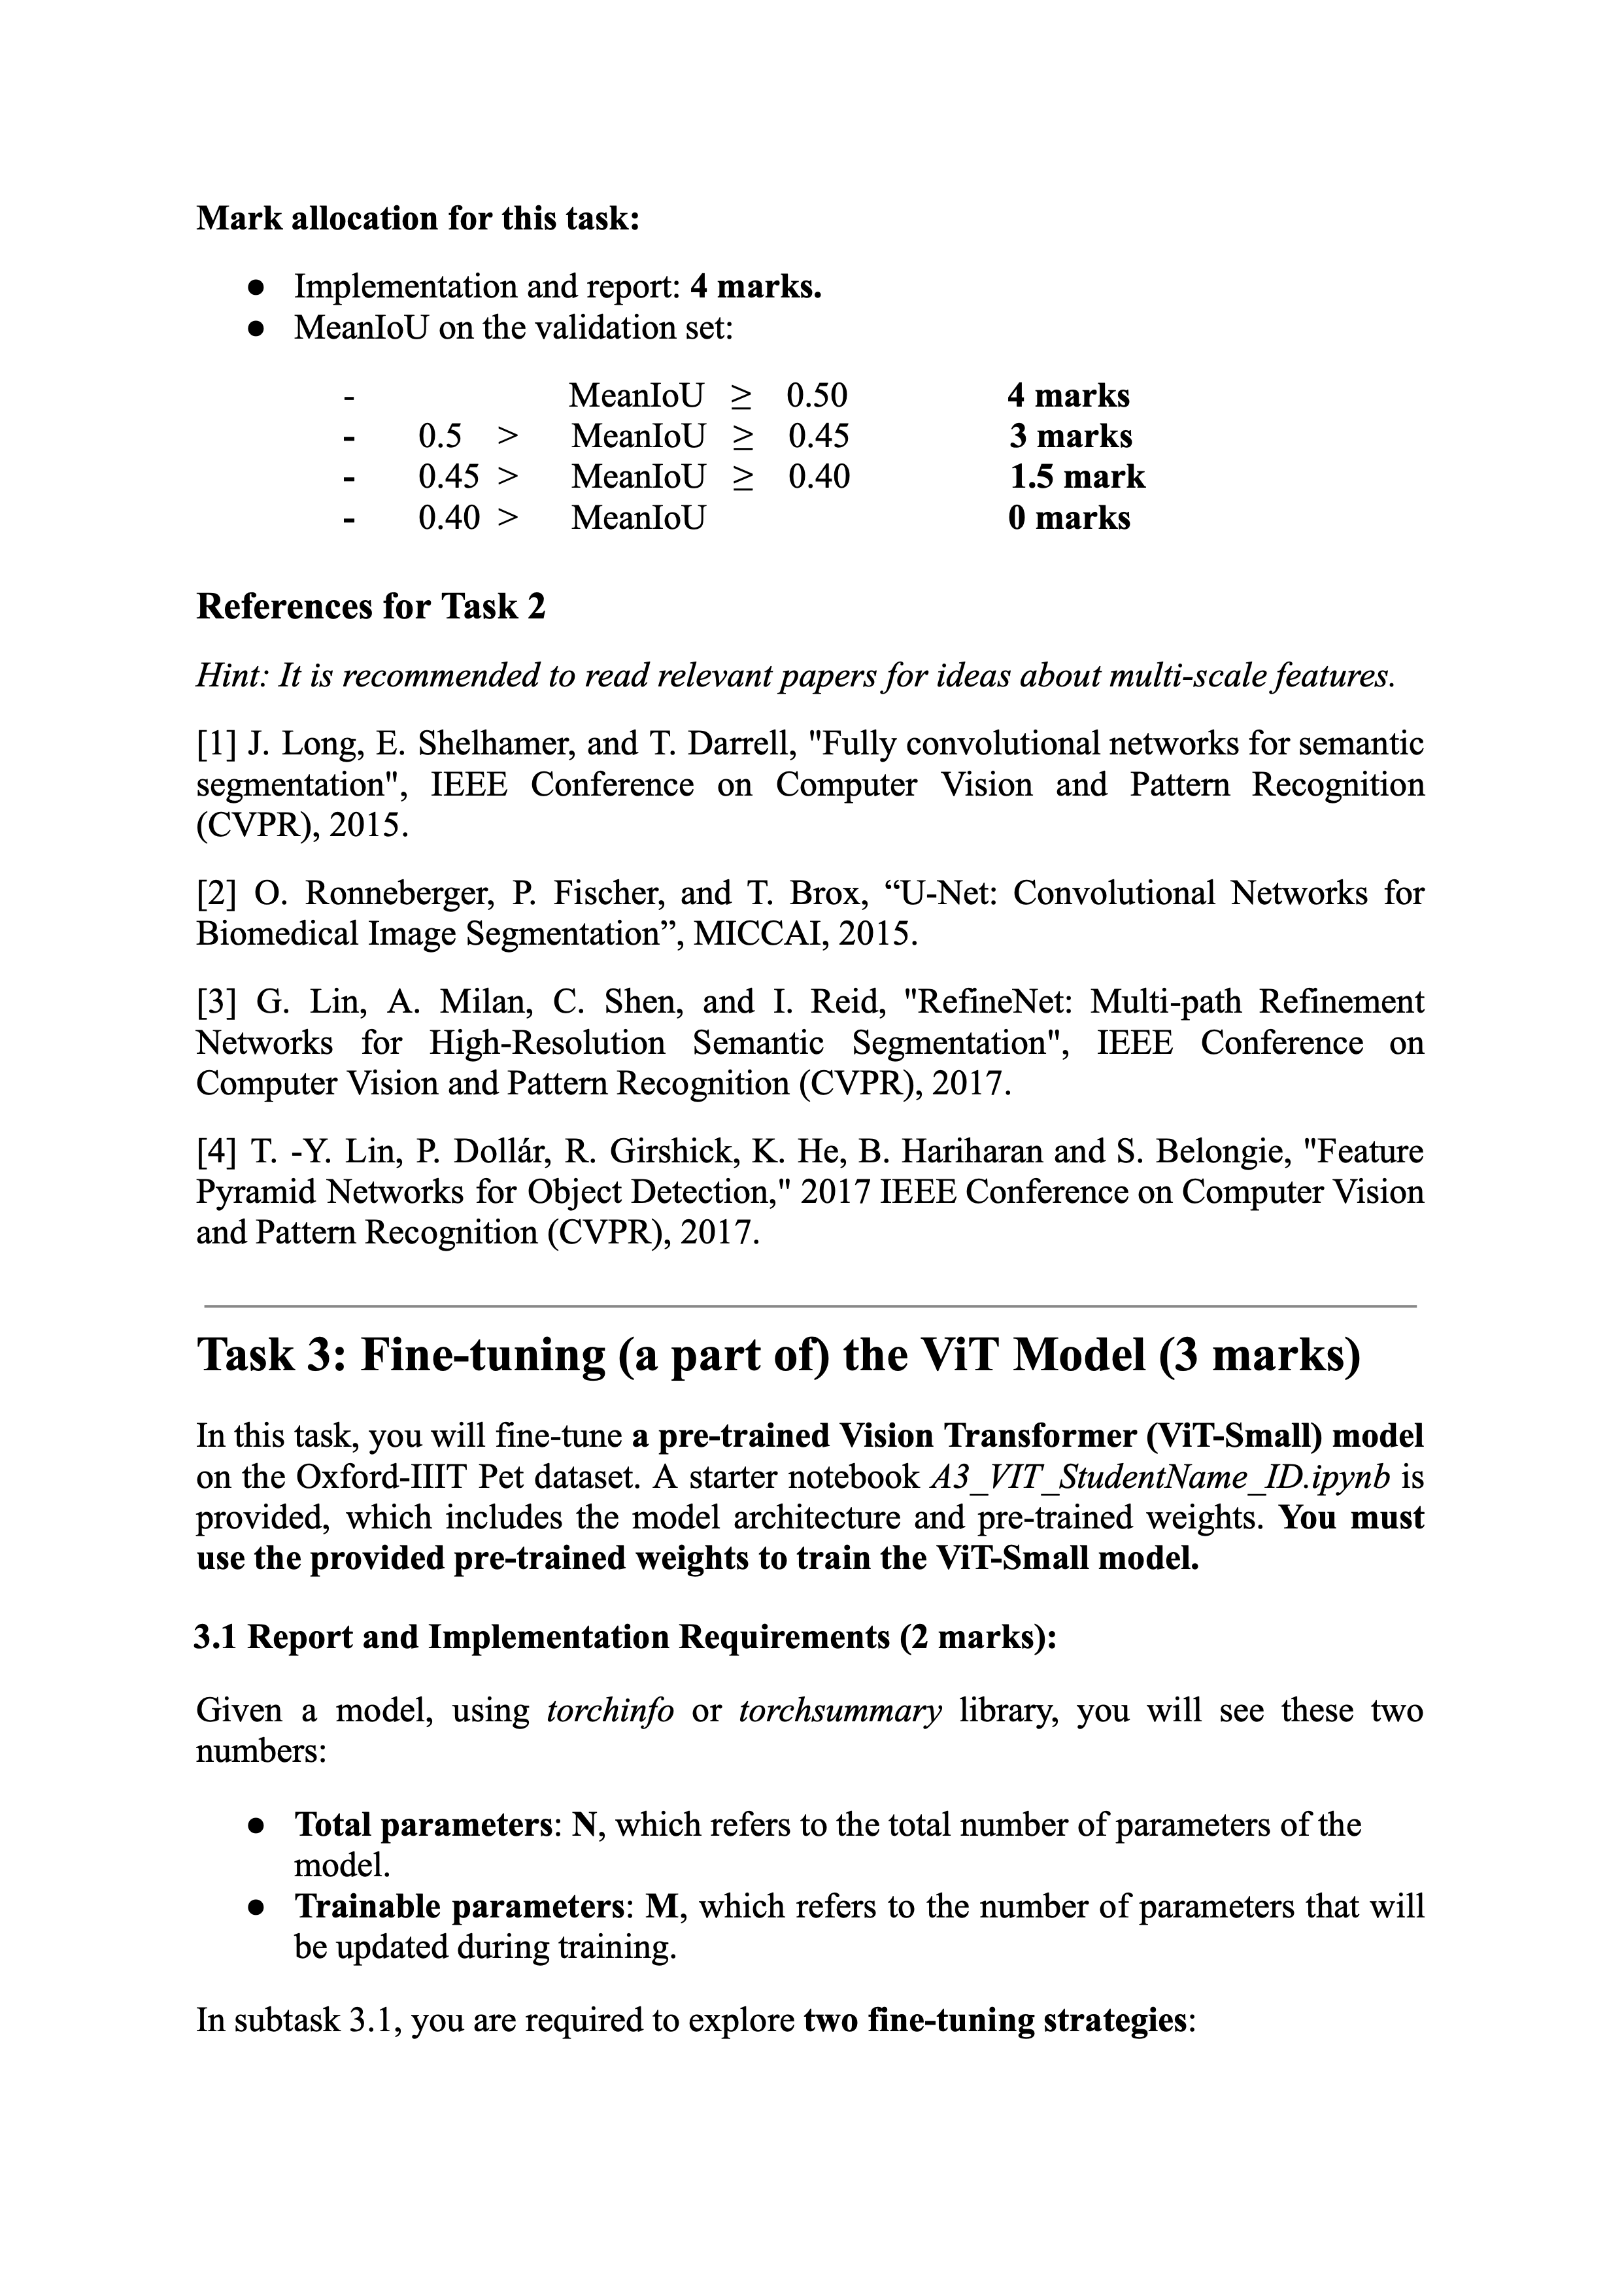 Mark allocation for this task:
● Implementation and report: 4 marks.
● MeanIoU on the validation set:
- MeanIoU ≥ 0.50 4 marks
- 0.5 > MeanIoU ≥ 0.45 3 marks
- 0.45 > MeanIoU ≥ 0.40 1.5 mark
- 0.40 > MeanIoU 0 marks
References for Task 2
Hint: It is recommended to read relevant papers for ideas about multi-scale features.
[1] J. Long, E. Shelhamer, and T. Darrell, "Fully convolutional networks for semantic
segmentation", IEEE Conference on Computer Vision and Pattern Recognition
(CVPR), 2015.
[2] O. Ronneberger, P. Fischer, and T. Brox, “U-Net: Convolutional Networks for
Biomedical Image Segmentation”, MICCAI, 2015.
[3] G. Lin, A. Milan, C. Shen, and I. Reid, "RefineNet: Multi-path Refinement
Networks for High-Resolution Semantic Segmentation", IEEE Conference on
Computer Vision and Pattern Recognition (CVPR), 2017.
[4] T. -Y. Lin, P. Dollár, R. Girshick, K. He, B. Hariharan and S. Belongie, "Feature
Pyramid Networks for Object Detection," 2017 IEEE Conference on Computer Vision
and Pattern Recognition (CVPR), 2017.
Task 3: Fine-tuning (a part of) the ViT Model (3 marks)
In this task, you will fine-tune a pre-trained Vision Transformer (ViT-Small) model
on the Oxford-IIIT Pet dataset. A starter notebook A3_VIT_StudentName_ID.ipynb is
provided, which includes the model architecture and pre-trained weights. You must
use the provided pre-trained weights to train the ViT-Small model.
3.1 Report and Implementation Requirements (2 marks):
Given a model, using torchinfo or torchsummary library, you will see these two
numbers:
● Total parameters: N, which refers to the total number of parameters of the
model.
● Trainable parameters: M, which refers to the number of parameters that will
be updated during training.
In subtask 3.1, you are required to explore two fine-tuning strategies: